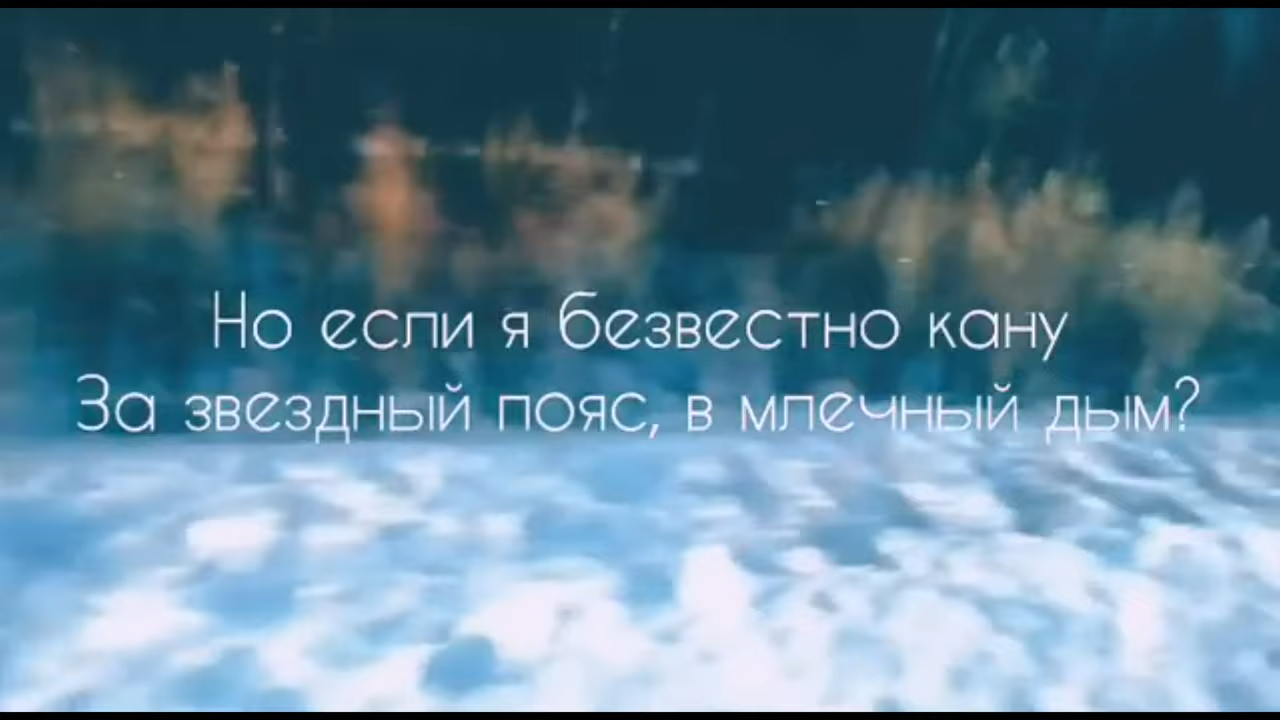 Но если я безвестно кану
За звездный пояс, в млечный дым?